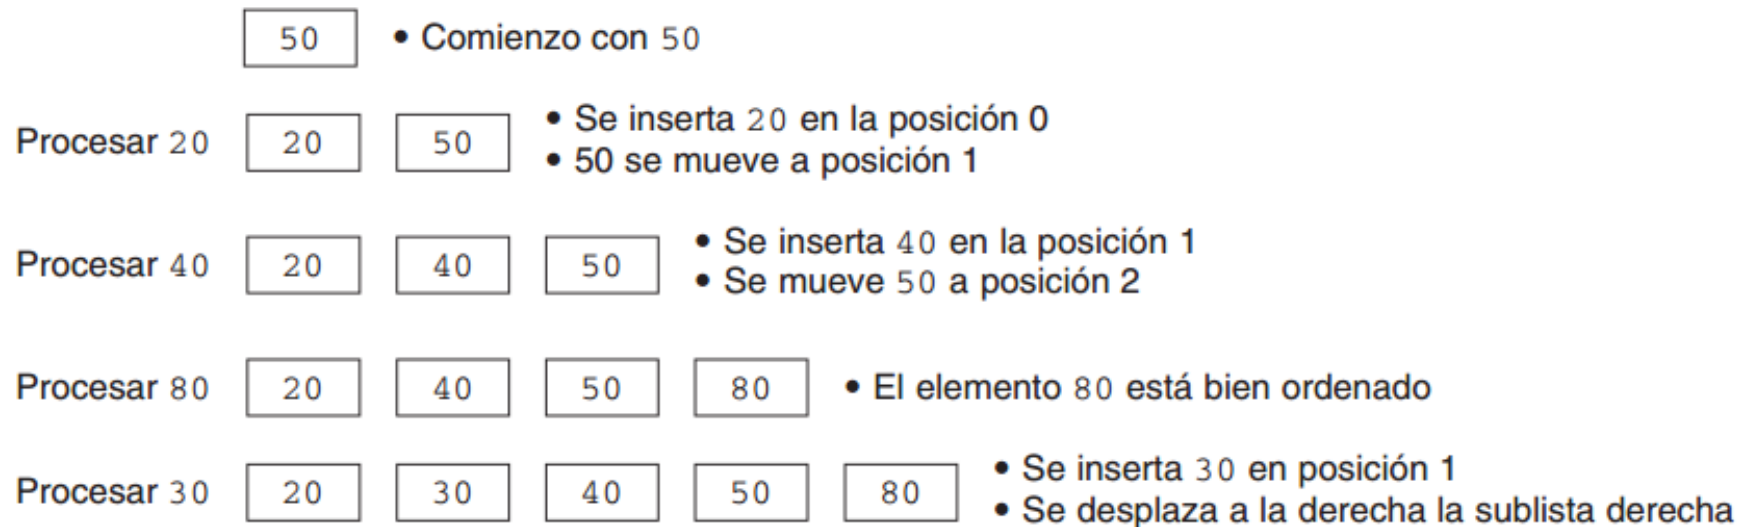 50 • Comienzo con 50
Procesar 20 20 50 • Se inserta 20 en la posición 0
• 50 se mueve a posición 1
Procesar 40 20 40 50 • Se inserta 40 en la posición 1
• Se mueve 50 a posición 2
Procesar 80 20 40 50 80 • El elemento 80 está bien ordenado
Procesar 30 20 30 40 50 80 • Se inserta 30 en posición 1
• Se desplaza a la derecha la sublista derecha